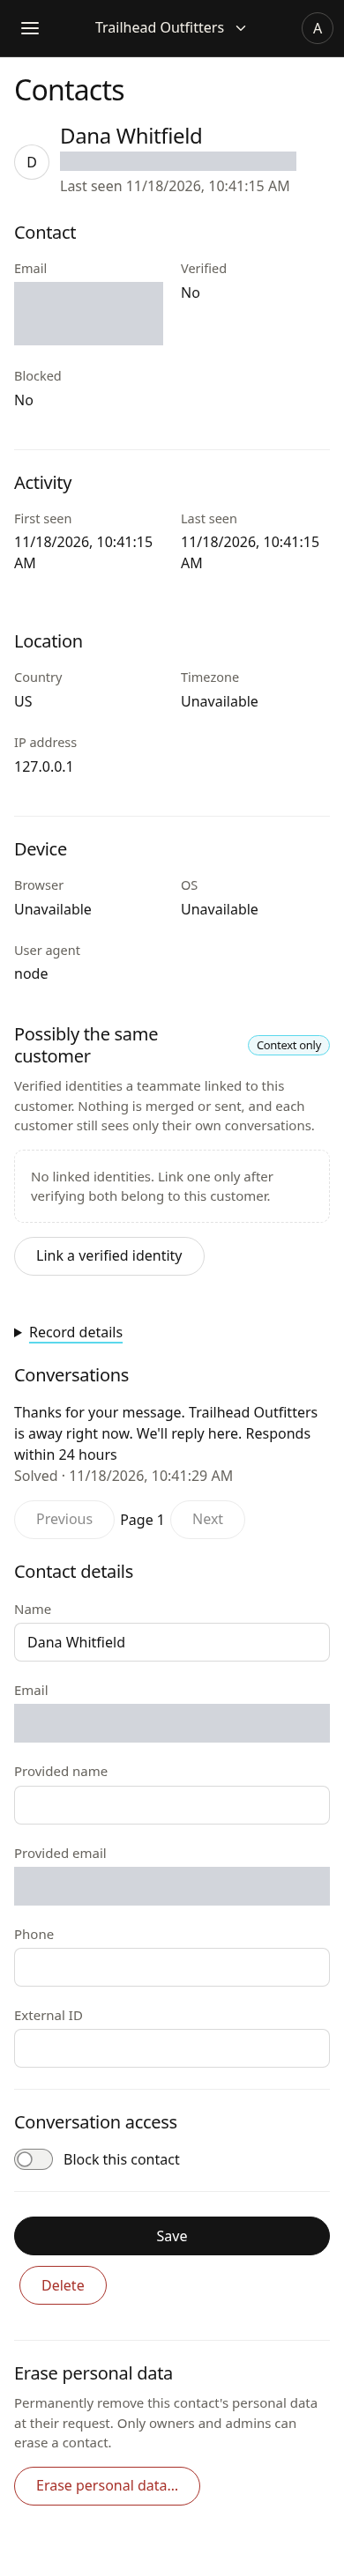 Trailhead Outfitters
A
Contacts
D
Dana Whitfield
Last seen 11/18/2026, 10:41:15 AM
Contact
Email
Verified
No
Blocked
No
Activity
First seen
Last seen
11/18/2026, 10:41:15
AM
11/18/2026, 10:41:15
AM
Location
Country
Timezone
US
Unavailable
IP address
127.0.0.1
Device
Browser
OS
Unavailable
Unavailable
User agent
node
Possibly the same
customer
Context only
Verified identities a teammate linked to this
customer. Nothing is merged or sent, and each
customer still sees only their own conversations.
No linked identities. Link one only after
verifying both belong to this customer.
Link a verified identity
Record details
Conversations
Thanks for your message. Trailhead Outfitters
is away right now. We'll reply here. Responds
within 24 hours
Solved · 11/18/2026, 10:41:29 AM
Previous
Page 1
Next
Contact details
Name
Dana Whitfield
Email
Provided name
Provided email
Phone
External ID
Conversation access
Block this contact
Save
Delete
Erase personal data
Permanently remove this contact's personal data
at their request. Only owners and admins can
erase a contact.
Erase personal data...